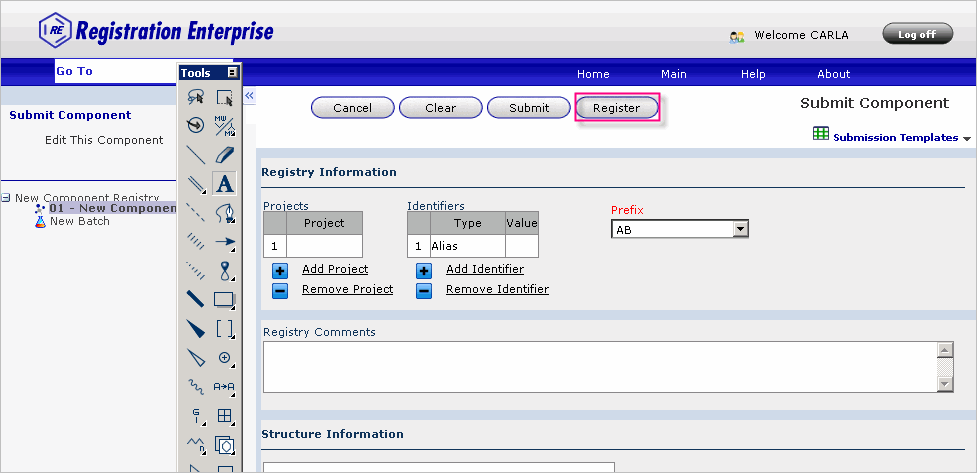 RE Registration Enterprise
Welcome CARLA
Log off
Go To
Home Main Help About
Tools
Cancel Clear Submit Register
Submit Component
Submission Templates
Submit Component
Edit This Component
New Component Registry
01 - New Componen
New Batch
MW
A
A→A
Registry Information
Projects
Project
1
Add Project
Remove Project
Identifiers
Type Value
1 Alias
Add Identifier
Remove Identifier
Prefix
AB
Registry Comments
Structure Information